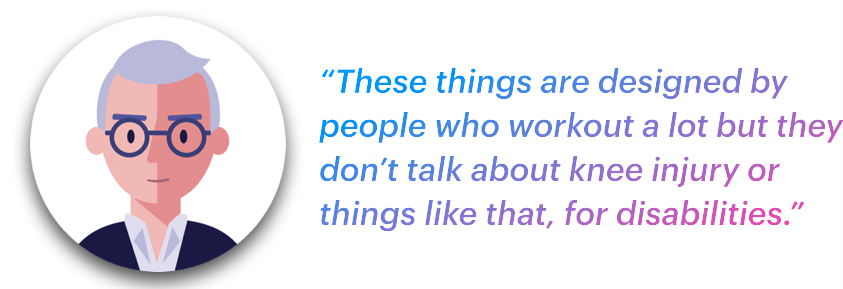 “These things are designed by
people who workout a lot but they
don’t talk about knee injury or
things like that, for disabilities.”